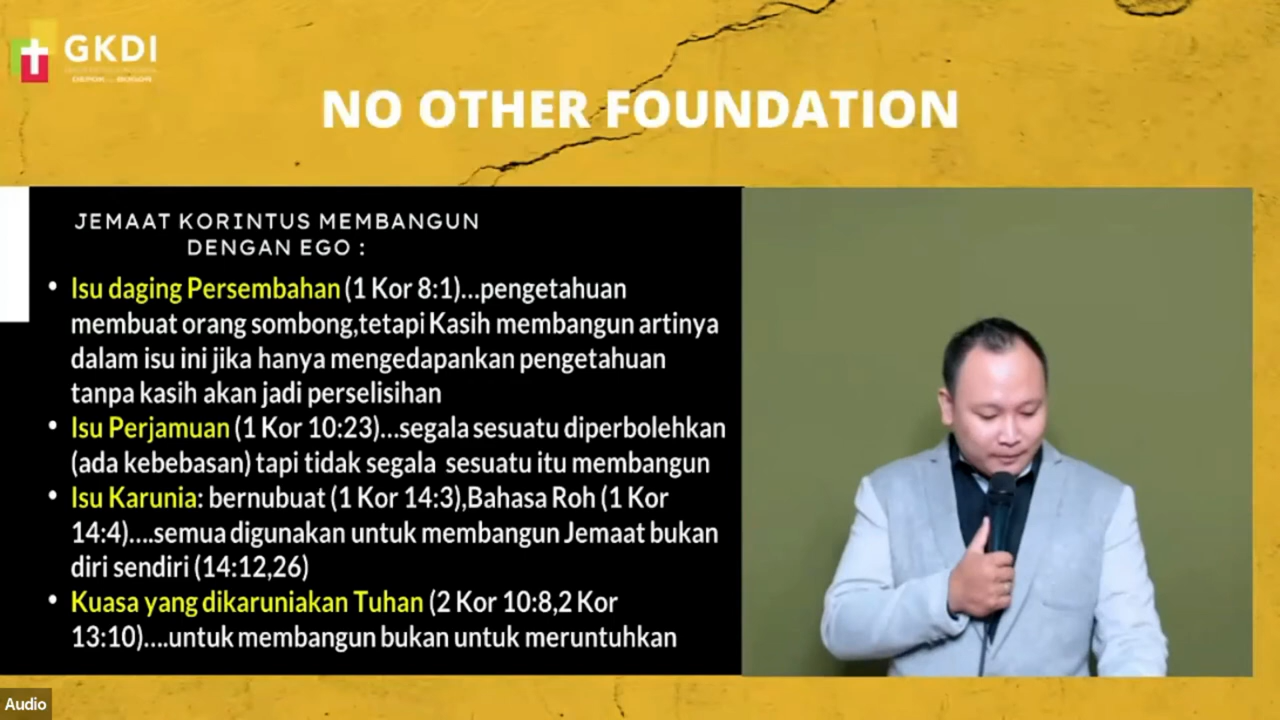 GKDI
NO OTHER FOUNDATION
JEMAAT KORINTUS MEMBANGUN
DENGAN EGO :
• Isu daging Persembahan (1 Kor 8:1)...pengetahuan
membuat orang sombong,tetapi Kasih membangun artinya
dalam isu ini jika hanya mengedapankan pengetahuan
tanpa kasih akan jadi perselisihan
• Isu Perjamuan (1 Kor 10:23)...segala sesuatu diperbolehkan
(ada kebebasan) tapi tidak segala sesuatu itu membangun
• Isu Karunia: bernubuat (1 Kor 14:3),Bahasa Roh (1 Kor
14:4)....semua digunakan untuk membangun Jemaat bukan
diri sendiri (14:12,26)
• Kuasa yang dikaruniakan Tuhan (2 Kor 10:8,2 Kor
13:10)....untuk membangun bukan untuk meruntuhkan
Audio